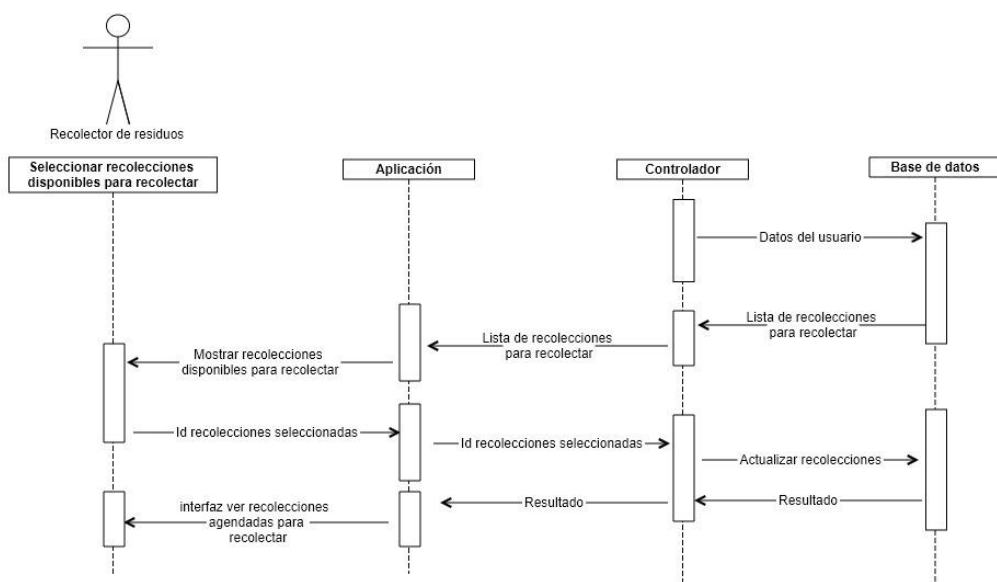 Recolector de residuos
Seleccionar recolecciones
disponibles para recolectar
Aplicación
Controlador
Base de datos
Datos del usuario
Lista de recolecciones
para recolectar
Lista de recolecciones
para recolectar
Mostrar recolecciones
disponibles para recolectar
Id recolecciones seleccionadas
Id recolecciones seleccionadas
Actualizar recolecciones
Resultado
Resultado
interfaz ver recolecciones
agendadas para
recolectar